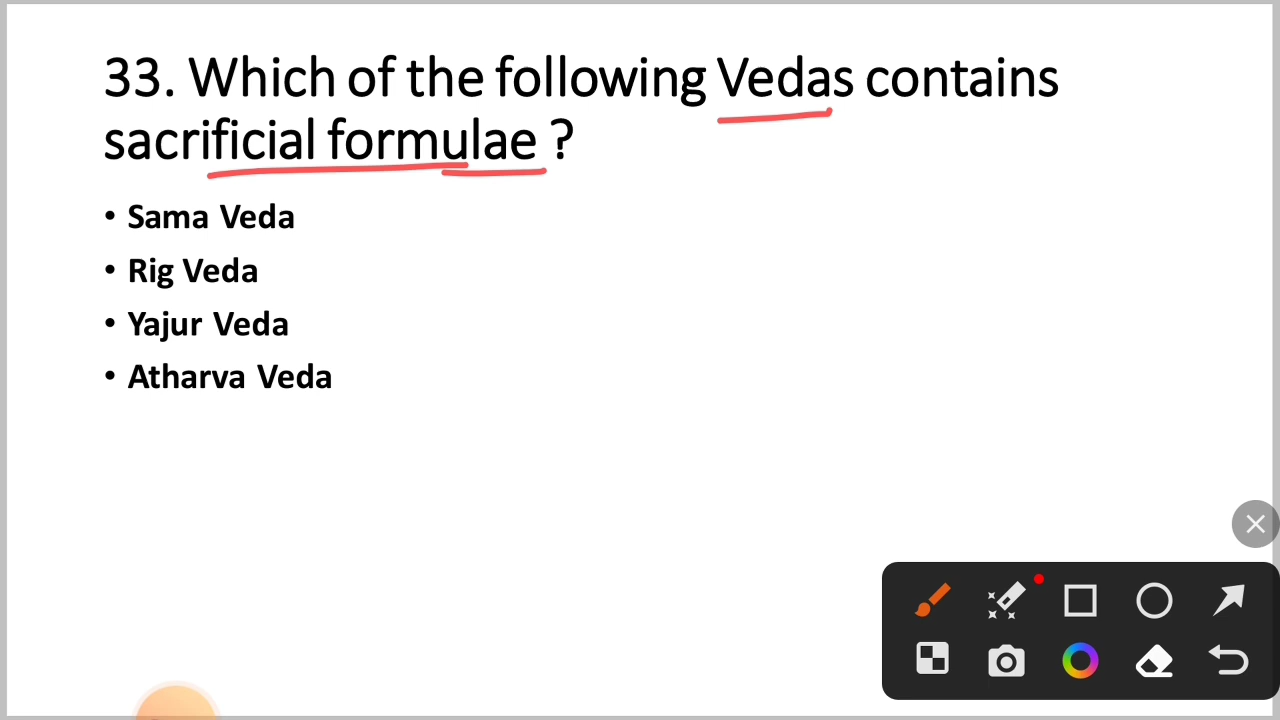 33. Which of the following Vedas contains
sacrificial formulae ?
• Sama Veda
• Rig Veda
• Yajur Veda
• Atharva Veda